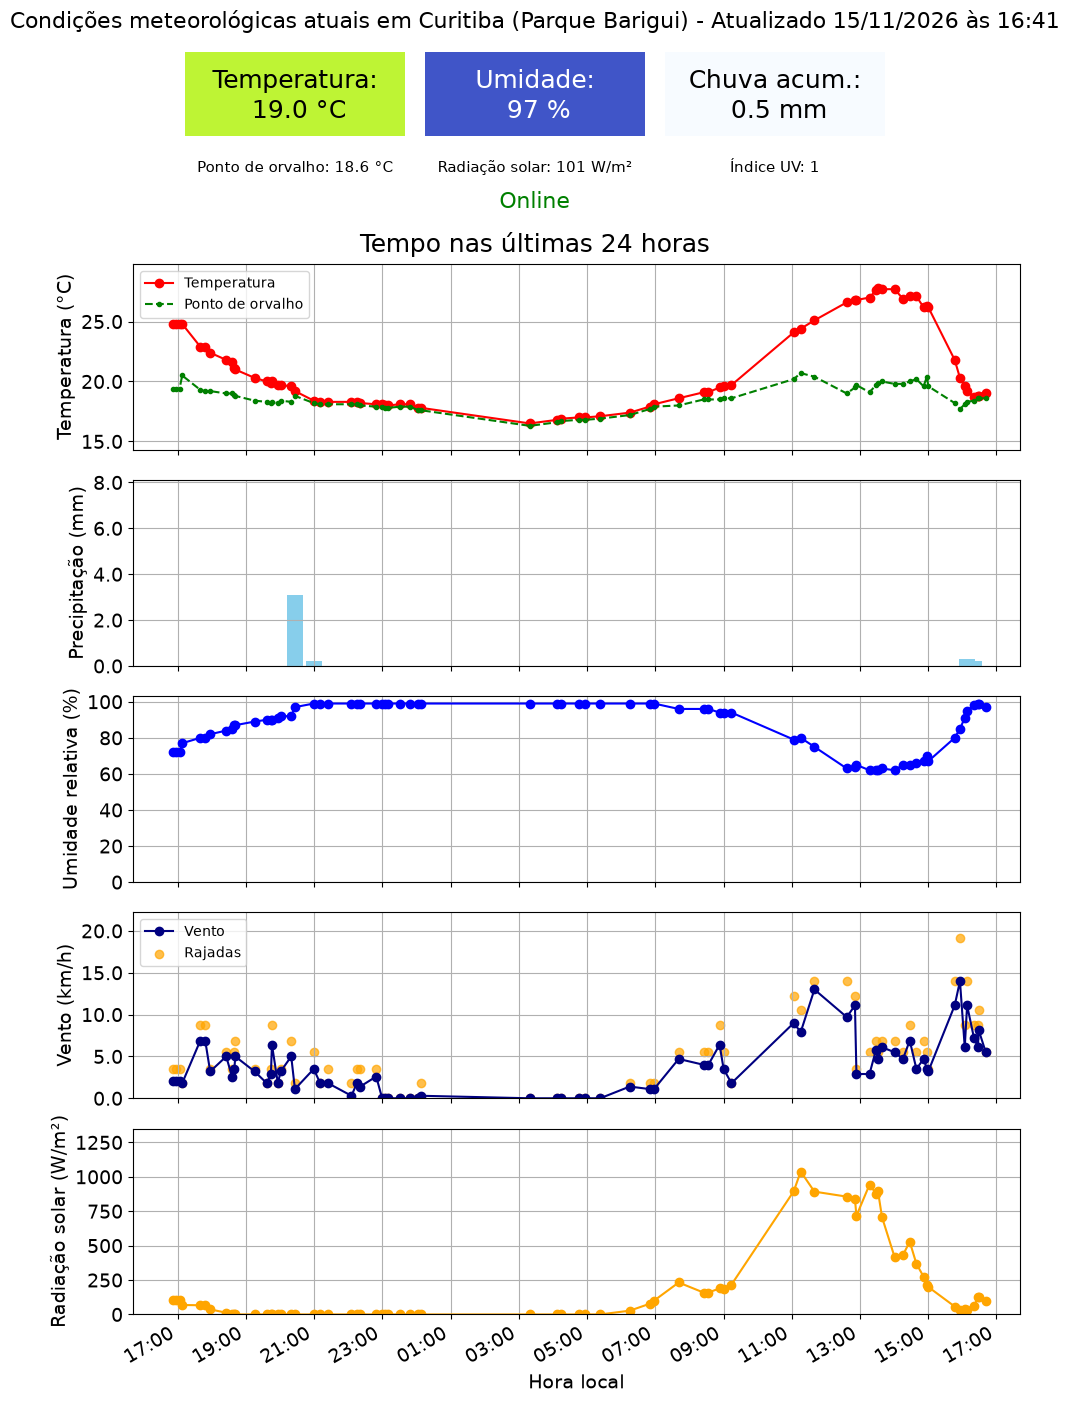 Condições meteorológicas atuais em Curitiba (Parque Barigui) - Atualizado 15/11/2026 às 16:41
Temperatura:
19.0 °C
Umidade:
97 %
Chuva acum.:
0.5 mm
Ponto de orvalho: 18.6 °C
Radiação solar: 101 W/m²
Índice UV: 1
Online
Tempo nas últimas 24 horas
Temperatura (°C)
25.0
20.0
15.0
Temperatura
Ponto de orvalho
Precipitação (mm)
8.0
6.0
4.0
2.0
0.0
Umidade relativa (%)
100
80
60
40
20
0
Vento (km/h)
20.0
15.0
10.0
5.0
0.0
Vento
Rajadas
Radiação solar (W/m²)
1250
1000
750
500
250
0
17:00 19:00 21:00 23:00 01:00 03:00 05:00 07:00 09:00 11:00 13:00 15:00 17:00
Hora local